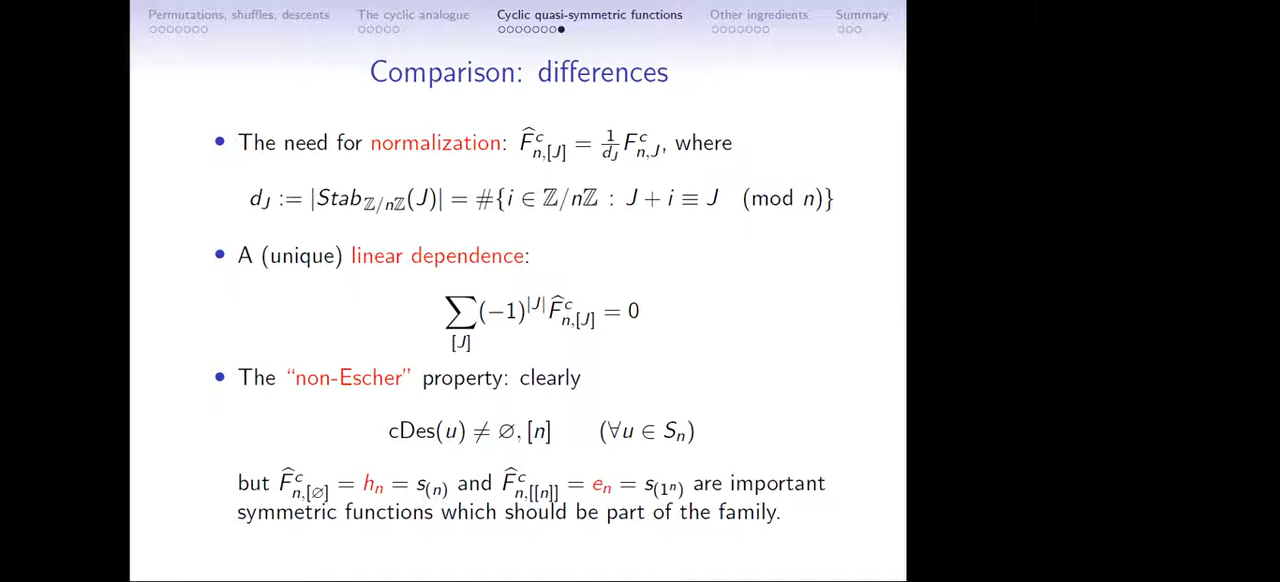 Permutations, shuffles, descents The cyclic analogue Cyclic quasi-symmetric functions Other ingredients Summary
Comparison: differences
• The need for normalization: F̂^c_{n,[J]} = 1/d_J F^c_{n,J}, where
d_J := |Stab_{ℤ/nℤ}(J)| = #{i ∈ ℤ/nℤ : J + i ≡ J (mod n)}
• A (unique) linear dependence:
∑_{[J]} (−1)^{|J|} F̂^c_{n,[J]} = 0
• The “non-Escher” property: clearly
cDes(u) ≠ ∅, [n] (∀u ∈ S_n)
but F̂^c_{n,[∅]} = h_n = s_{(n)} and F̂^c_{n,[[n]]} = e_n = s_{(1^n)} are important
symmetric functions which should be part of the family.